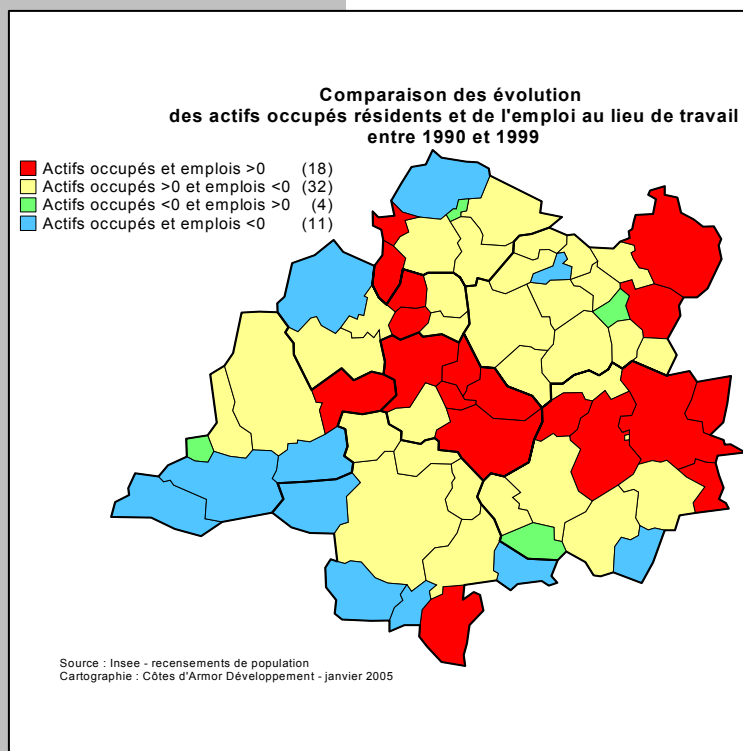 Comparaison des évolution
des actifs occupés résidents et de l'emploi au lieu de travail
entre 1990 et 1999
Actifs occupés et emplois >0 (18)
Actifs occupés >0 et emplois <0 (32)
Actifs occupés <0 et emplois >0 (4)
Actifs occupés et emplois <0 (11)
Source : Insee - recensements de population
Cartographie : Côtes d'Armor Développement - janvier 2005